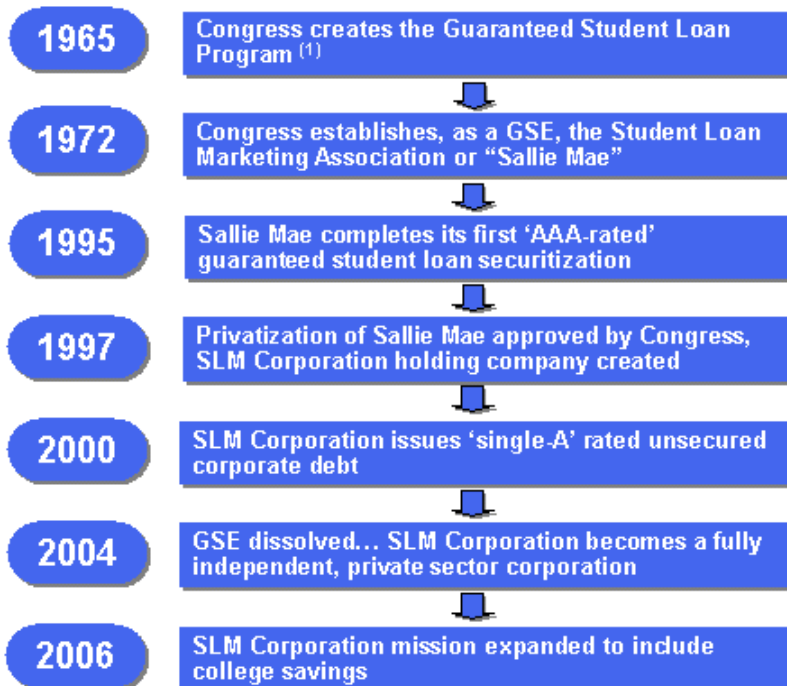 1965
Congress creates the Guaranteed Student Loan
Program (1)
1972
Congress establishes, as a GSE, the Student Loan
Marketing Association or “Sallie Mae”
1995
Sallie Mae completes its first ‘AAA-rated’
guaranteed student loan securitization
1997
Privatization of Sallie Mae approved by Congress,
SLM Corporation holding company created
2000
SLM Corporation issues ‘single-A’ rated unsecured
corporate debt
2004
GSE dissolved... SLM Corporation becomes a fully
independent, private sector corporation
2006
SLM Corporation mission expanded to include
college savings